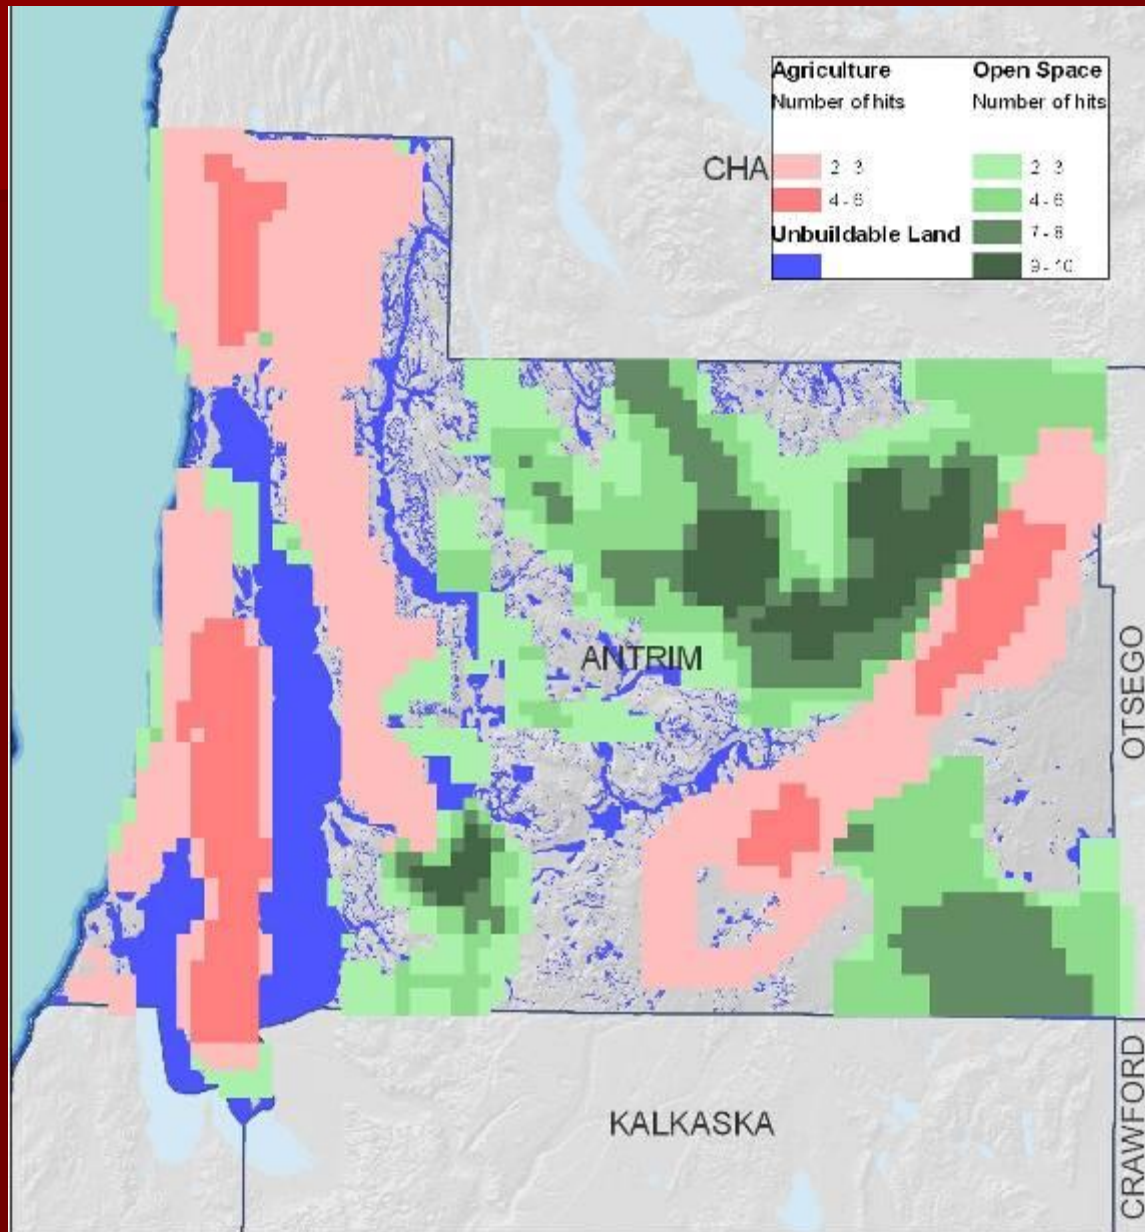 Agriculture
Number of hits
2 - 3
4 - 6
Unbuildable Land
Open Space
Number of hits
2 - 3
4 - 6
7 - 8
9 - 10
CHA
ANTRIM
OTSEGO
KALKASKA
CRAWFORD